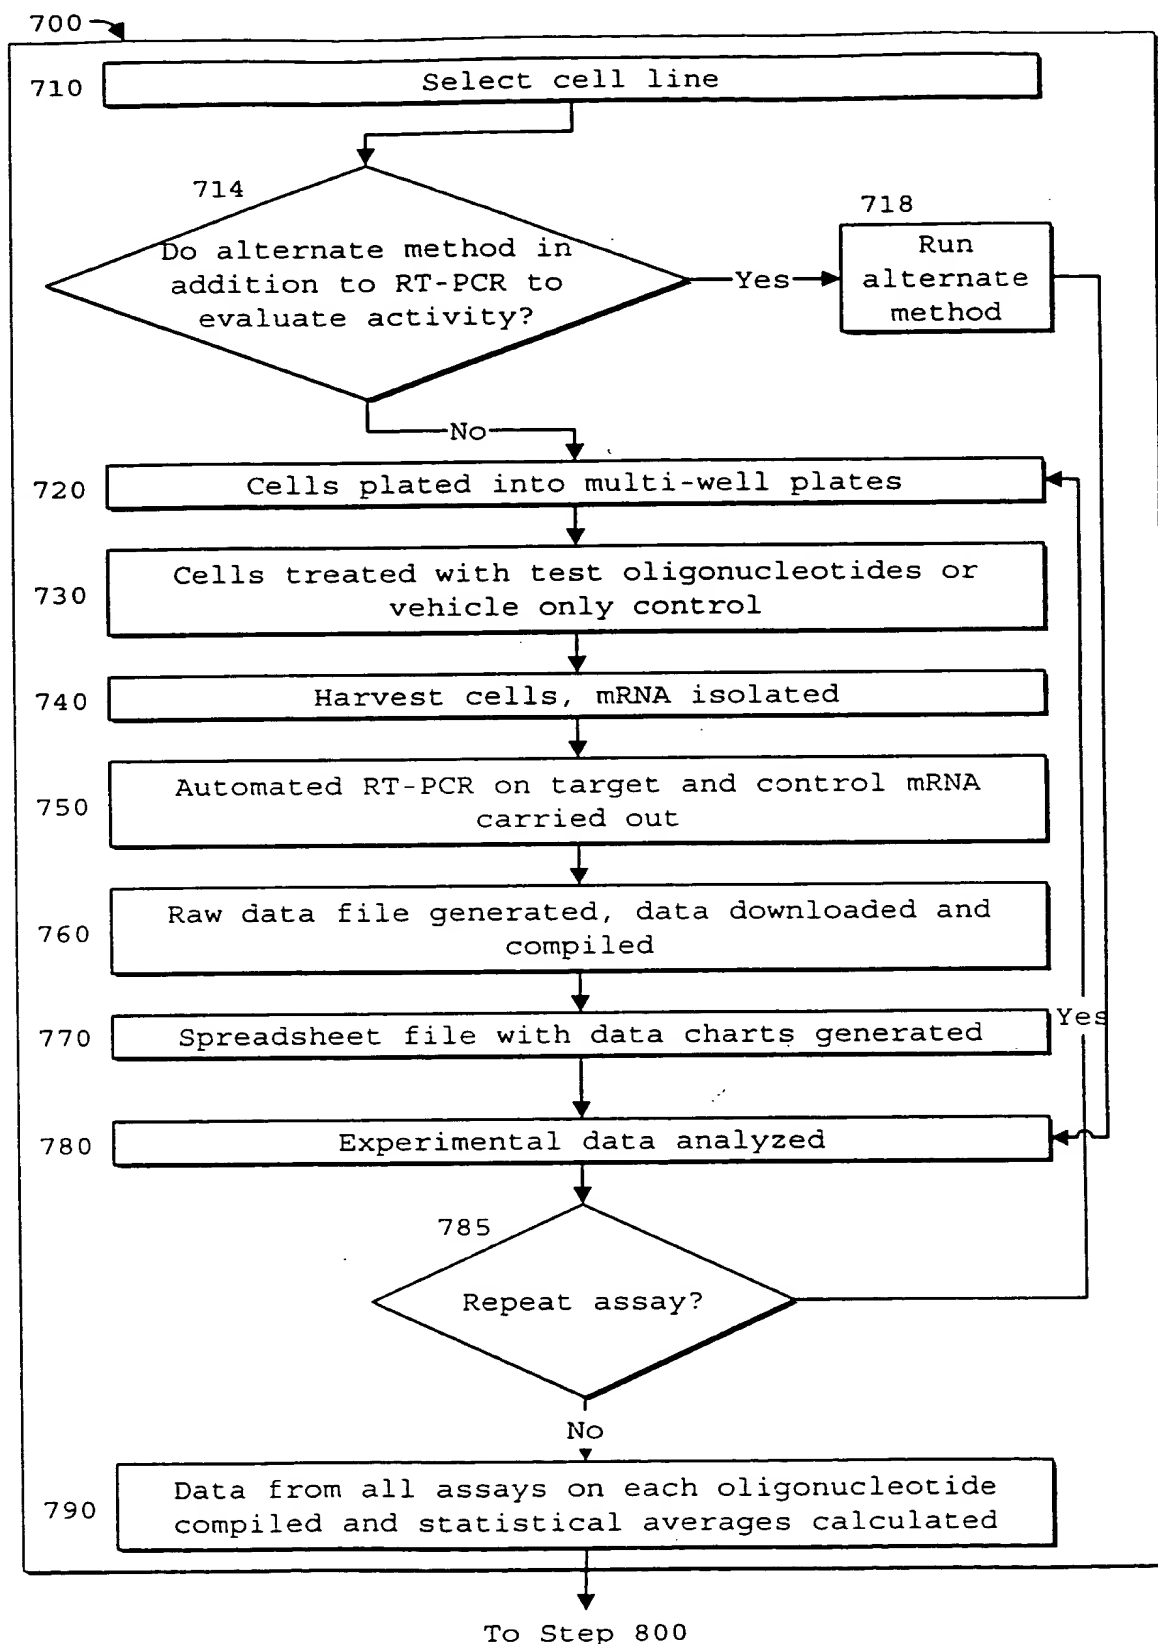 700
710
Select cell line
714
718
Do alternate method in
addition to RT-PCR to
evaluate activity?
Yes
Run
alternate
method
No
720
Cells plated into multi-well plates
730
Cells treated with test oligonucleotides or
vehicle only control
740
Harvest cells, mRNA isolated
750
Automated RT-PCR on target and control mRNA
carried out
760
Raw data file generated, data downloaded and
compiled
770
Spreadsheet file with data charts generated
Yes
780
Experimental data analyzed
785
Repeat assay?
No
790
Data from all assays on each oligonucleotide
compiled and statistical averages calculated
To Step 800